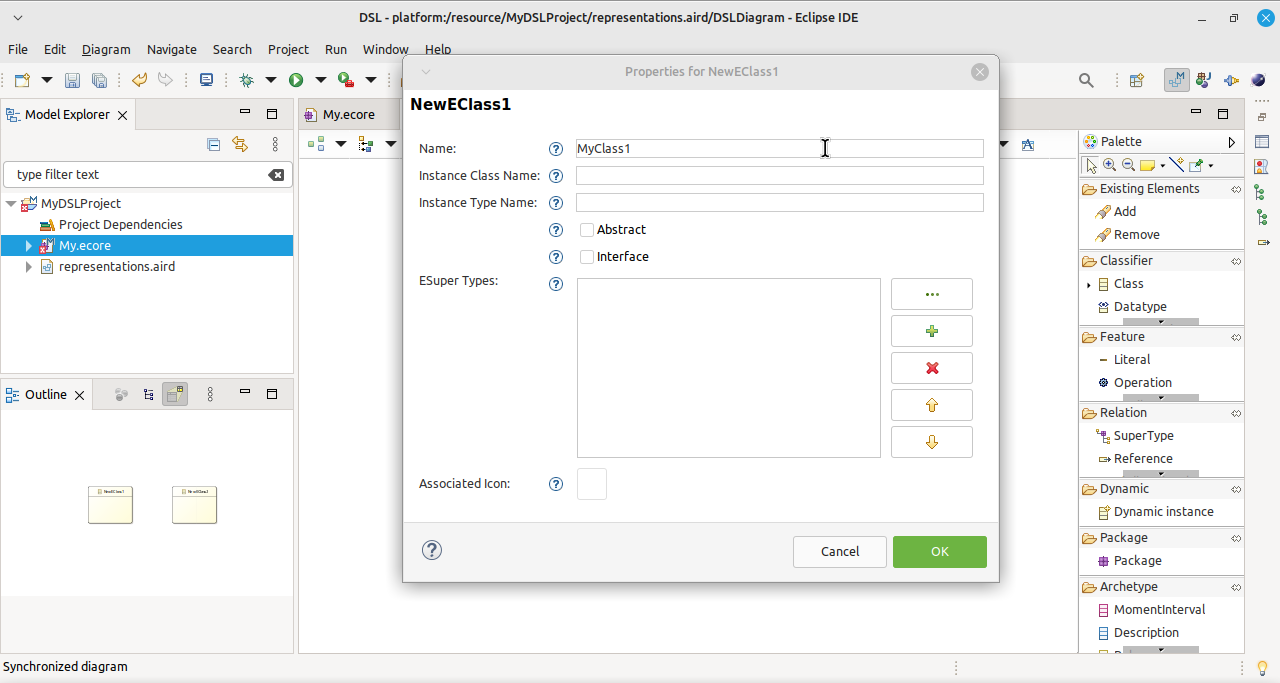 DSL - platform:/resource/MyDSLProject/representations.aird/DSLDiagram - Eclipse IDE
File Edit Diagram Navigate Search Project Run Window Help
Model Explorer
type filter text
MyDSLProject
Project Dependencies
My.ecore
representations.aird
Outline
NewEClass1
My.ecore
Properties for NewEClass1
NewEClass1
Name: MyClass1
Instance Class Name:
Instance Type Name:
Abstract
Interface
ESuper Types:
Associated Icon:
Cancel OK
Palette
Existing Elements
Add
Remove
Classifier
Class
Datatype
Feature
Literal
Operation
Relation
SuperType
Reference
Dynamic
Dynamic instance
Package
Package
Archetype
MomentInterval
Description
Synchronized diagram